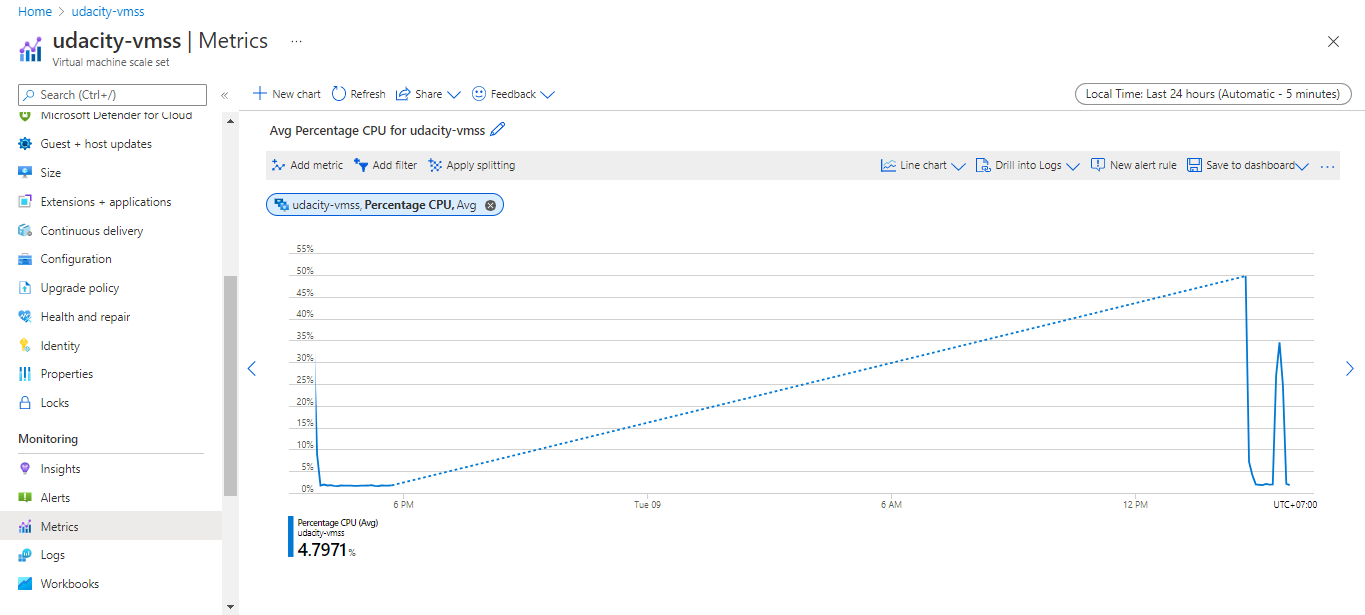 Home > udacity-vmss
udacity-vmss | Metrics ...
Virtual machine scale set
Search (Ctrl+/)
«
New chart
Refresh
Share
Feedback
Local Time: Last 24 hours (Automatic - 5 minutes)
Microsoft Defender for Cloud
Guest + host updates
Size
Extensions + applications
Continuous delivery
Configuration
Upgrade policy
Health and repair
Identity
Properties
Locks
Monitoring
Insights
Alerts
Metrics
Logs
Workbooks
Avg Percentage CPU for udacity-vmss
Add metric
Add filter
Apply splitting
Line chart
Drill into Logs
New alert rule
Save to dashboard
...
udacity-vmss, Percentage CPU, Avg
55%
50%
45%
40%
35%
30%
25%
20%
15%
10%
5%
0%
6 PM
Tue 09
6 AM
12 PM
UTC+07:00
Percentage CPU (Avg)
udacity-vmss
4.7971%